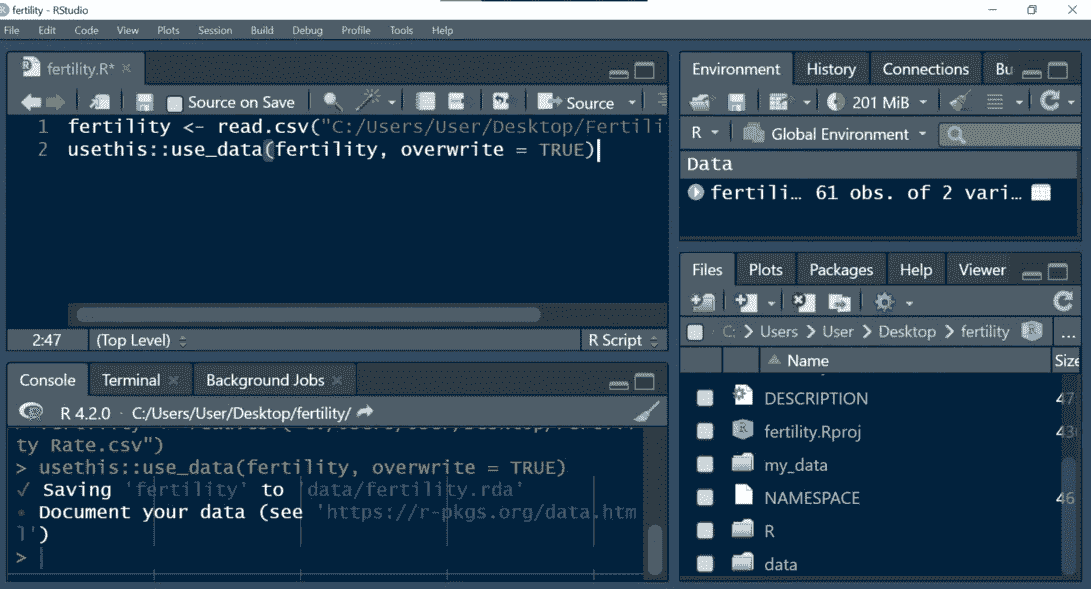 fertility - RStudio
File Edit Code View Plots Session Build Debug Profile Tools Help
fertility.R*
Source on Save Source
1 fertility <- read.csv("C:/Users/User/Desktop/Fertili
2 usethis::use_data(fertility, overwrite = TRUE)
2:47 (Top Level) R Script
Console Terminal Background Jobs
R 4.2.0 · C:/Users/User/Desktop/fertility/
ty Rate.csv")
> usethis::use_data(fertility, overwrite = TRUE)
√ Saving 'fertility' to 'data/fertility.rda'
• Document your data (see 'https://r-pkgs.org/data.htm
l')
>
Environment History Connections Bu
201 MiB
R Global Environment
Data
fertili… 61 obs. of 2 vari…
Files Plots Packages Help Viewer
C: Users User Desktop fertility ...
Name Size
DESCRIPTION 47
fertility.Rproj 43
my_data
NAMESPACE 46
R
data